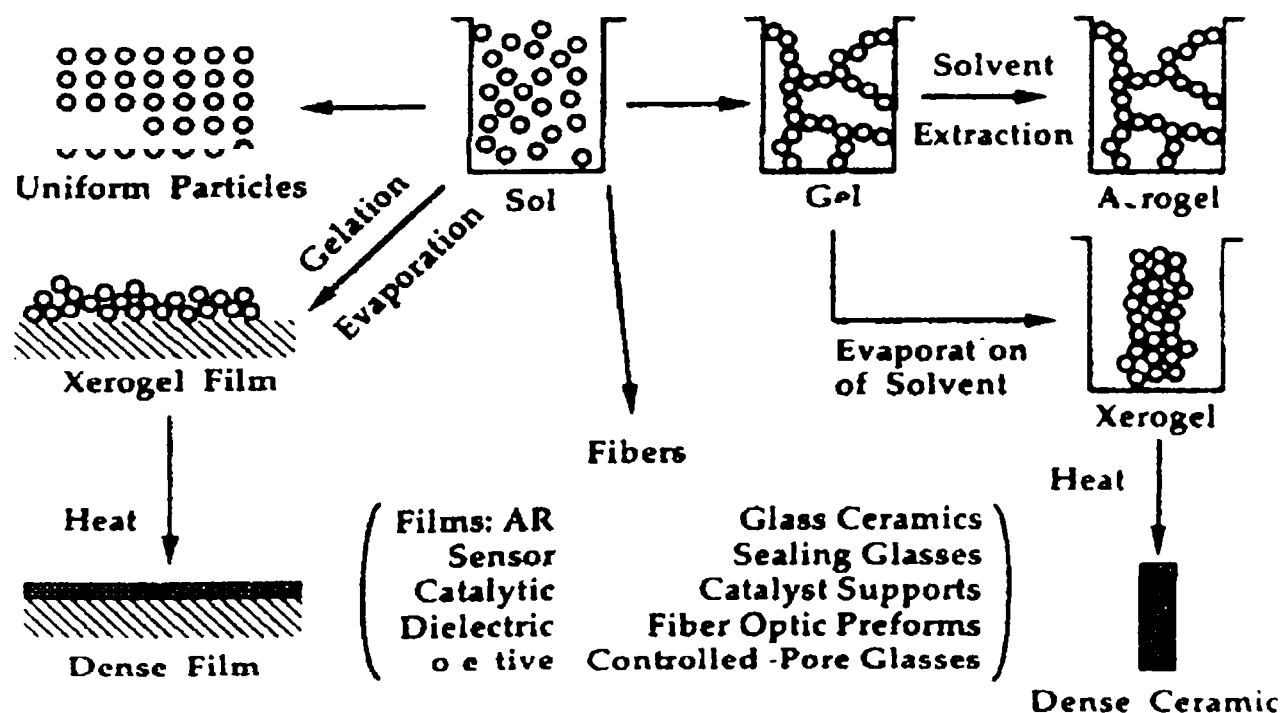 Solvent
Extraction
Uniform Particles
Sol
Gel
Gelation
Evaporation
Xerogel Film
of Solvent
Xerogel
Fibers
Heat
Heat
Films: AR
Sensor
Catalytic
Dielectric
Glass Ceramics
Sealing Glasses
Catalyst Supports
Fiber Optic Preforms
Controlled-Pore Glasses
Dense Film
Dense Ceramic